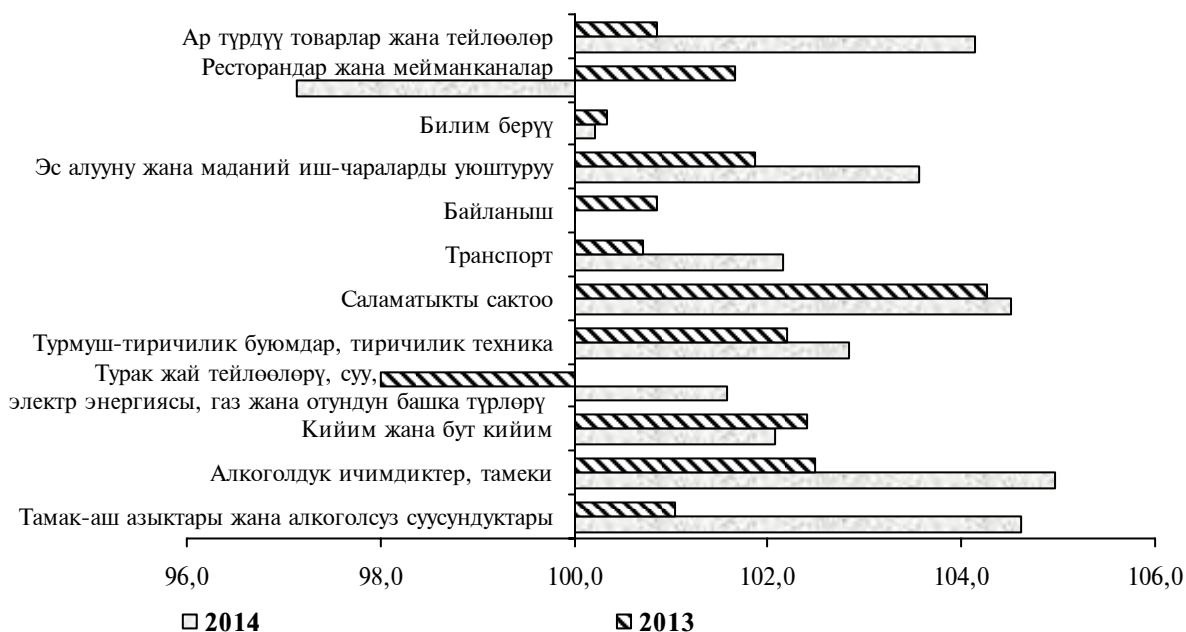 Ар түрдүү товарлар жана тейлөөлөр
Ресторандар жана мейманканалар
Билим берүү
Эс алууну жана маданий иш-чараларды уюштуруу
Байланыш
Транспорт
Саламатыкты сактоо
Турмуш-тиричилик буюмдар, тиричилик техника
Турак жай тейлөөлөрү, суу,
электр энергиясы, газ жана отундун башка түрлөрү
Кийим жана бут кийим
Алкоголдук ичимдиктер, тамеки
Тамак-аш азыктары жана алкоголсуз суусундуктары
96,0 98,0 100,0 102,0 104,0 106,0
2014 2013